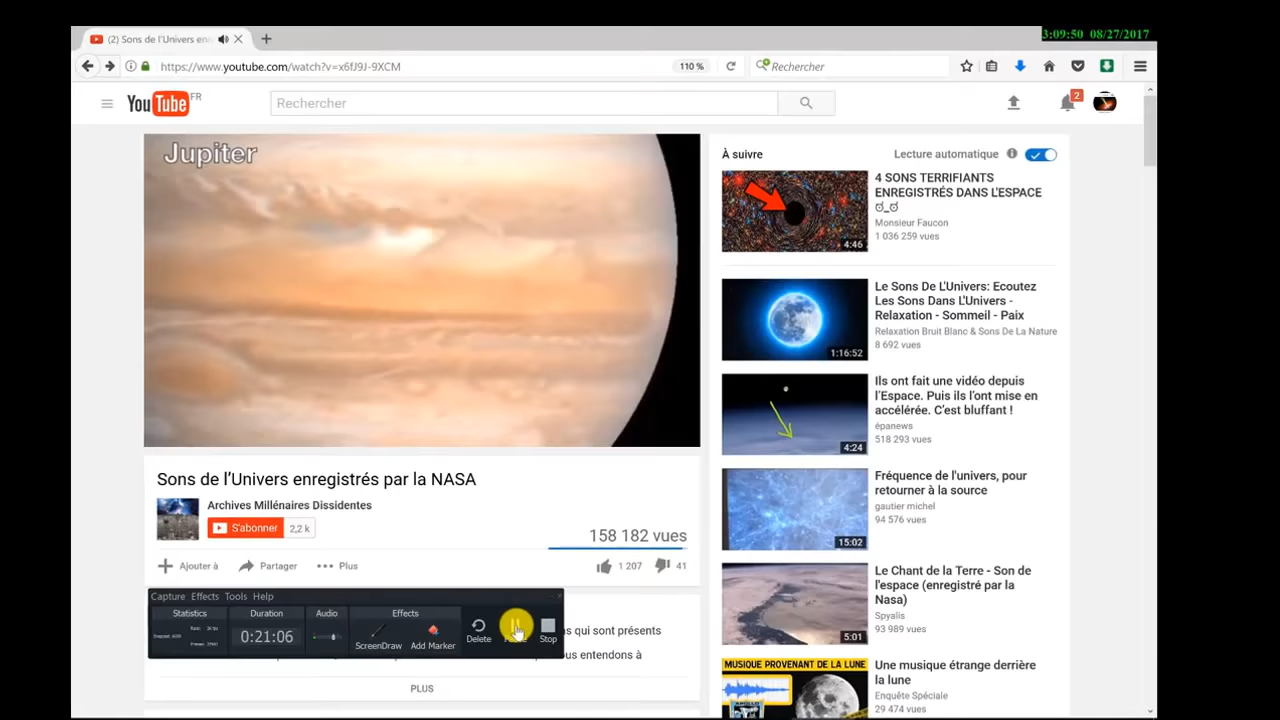 3:09:50 08/27/2017
(2) Sons de l'Univers en
https://www.youtube.com/watch?v=x6fJ9J-9XCM
110 %
Rechercher
YouTube FR
Rechercher
2
Jupiter
À suivre
Lecture automatique
4 SONS TERRIFIANTS
ENREGISTRÉS DANS L'ESPACE
ಠ_ಠ
Monsieur Faucon
1 036 259 vues
4:46
Le Sons De L'Univers: Ecoutez
Les Sons Dans L'Univers -
Relaxation - Sommeil - Paix
Relaxation Bruit Blanc & Sons De La Nature
8 692 vues
1:16:52
Ils ont fait une vidéo depuis
l'Espace. Puis ils l'ont mise en
accélérée. C'est bluffant !
épanews
518 293 vues
4:24
Fréquence de l'univers, pour
retourner à la source
gautier michel
94 576 vues
15:02
Le Chant de la Terre - Son de
l'espace (enregistré par la
Nasa)
Spyalis
93 989 vues
5:01
MUSIQUE PROVENANT DE LA LUNE
Une musique étrange derrière
la lune
Enquête Spéciale
29 474 vues
Sons de l'Univers enregistrés par la NASA
Archives Millénaires Dissidentes
S'abonner 2,2 k
158 182 vues
Ajouter à
Partager
Plus
1 207
41
Capture Effects Tools Help
Statistics
Duration
Audio
Effects
0:21:06
ScreenDraw
Add Marker
Delete
Stop
ns qui sont présents
ous entendons à
PLUS